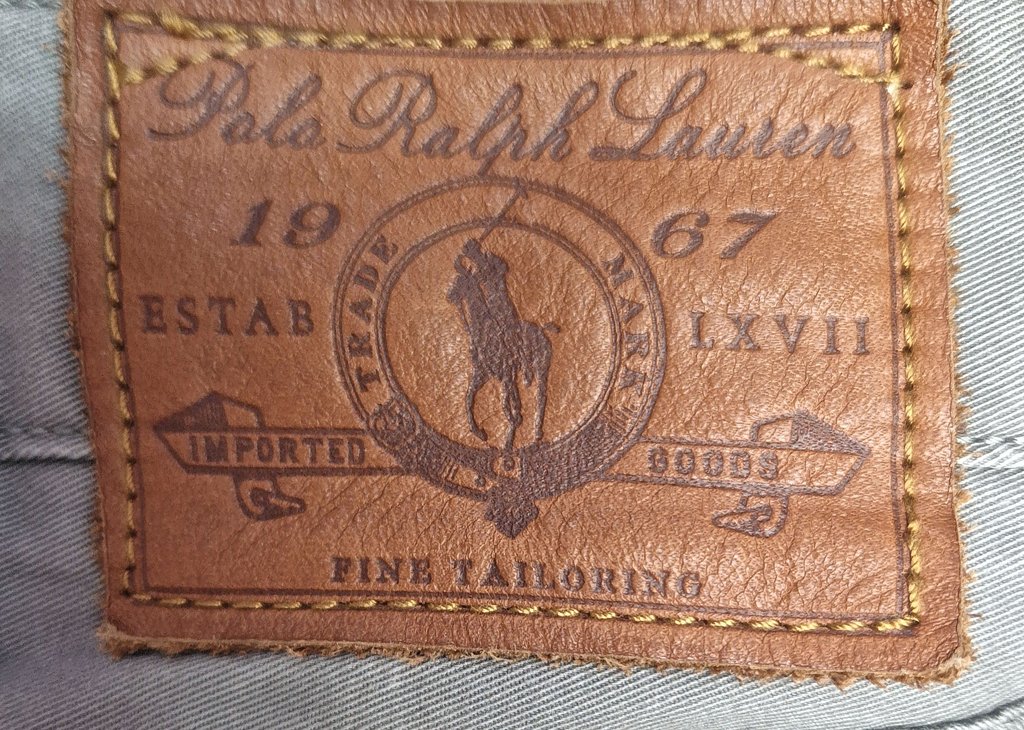 Polo Ralph Lauren
19 67
TRADE MARK
ESTAB LXVII
IMPORTED GOODS
FINE TAILORING